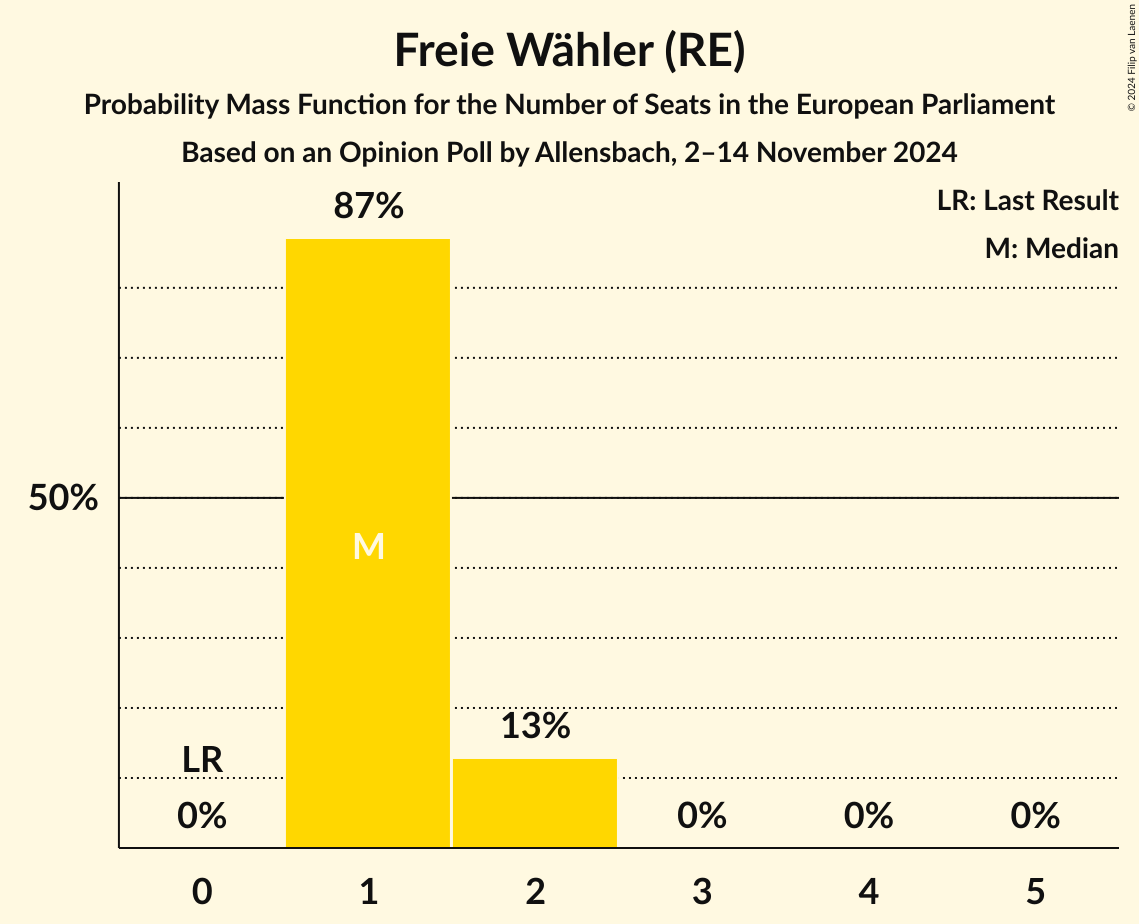 Freie Wähler (RE)
Probability Mass Function for the Number of Seats in the European Parliament
Based on an Opinion Poll by Allensbach, 2–14 November 2024
© 2024 Filip van Laenen
LR: Last Result
M: Median
87%
50%
M
13%
LR
0%
0%
0%
0%
0
1
2
3
4
5